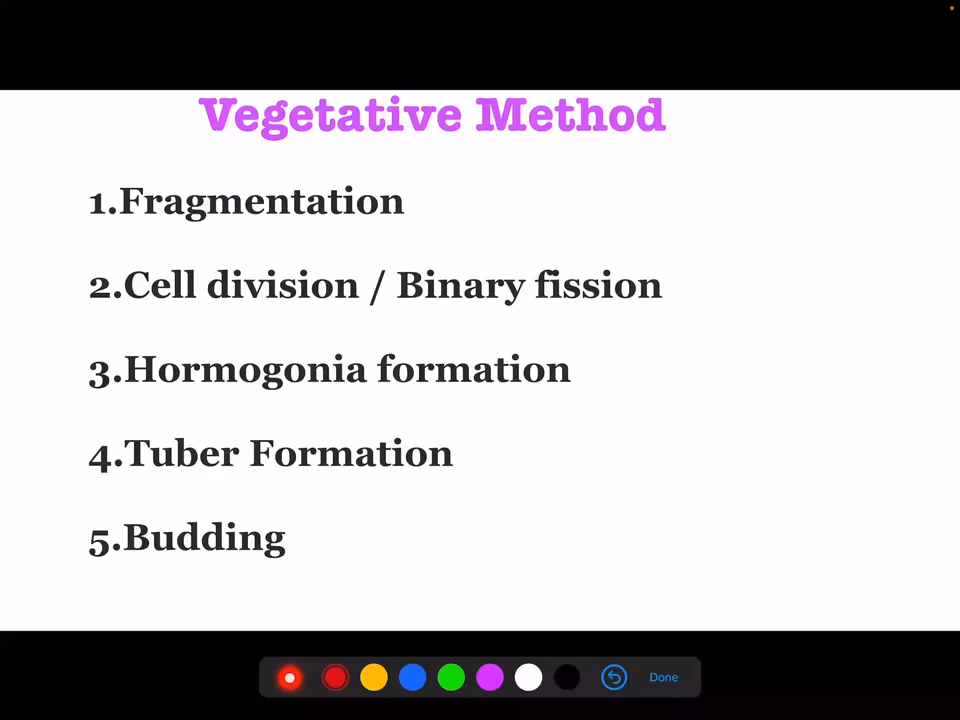 Vegetative Method
1.Fragmentation
2.Cell division / Binary fission
3.Hormogonia formation
4.Tuber Formation
5.Budding
Done